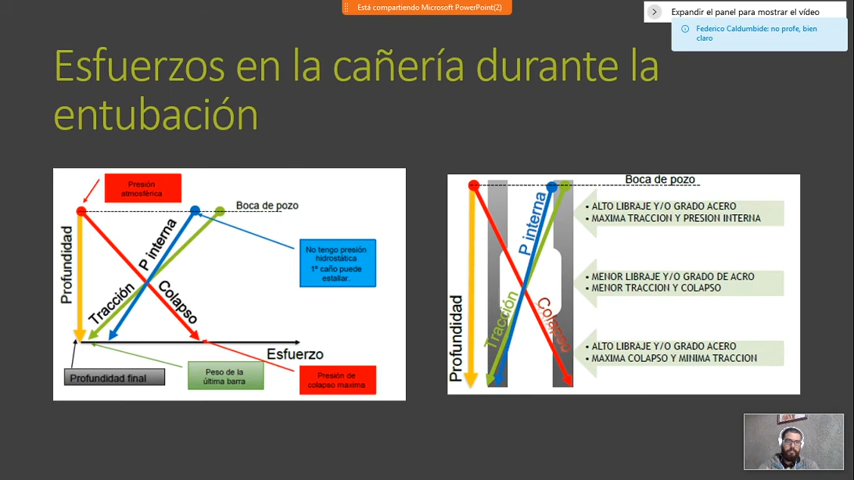 Está compartiendo Microsoft PowerPoint(2)
Expandir el panel para mostrar el vídeo
Federico Caldumbide: no profe, bien
claro
Esfuerzos en la cañería durante la
entubación
Presión
atmosférica
Boca de pozo
Profundidad
P interna
Tracción
Colapso
No tengo presión
hidrostática
1º caño puede
estallar.
Esfuerzo
Profundidad final
Peso de la
última barra
Presión de
colapso maxima
Boca de pozo
Profundidad
P interna
Tracción
Colapso
• ALTO LIBRAJE Y/O GRADO ACERO
• MAXIMA TRACCION Y PRESION INTERNA
• MENOR LIBRAJE Y/O GRADO DE ACRO
• MENOR TRACCION Y COLAPSO
• ALTO LIBRAJE Y/O GRADO ACERO
• MAXIMA COLAPSO Y MINIMA TRACCION